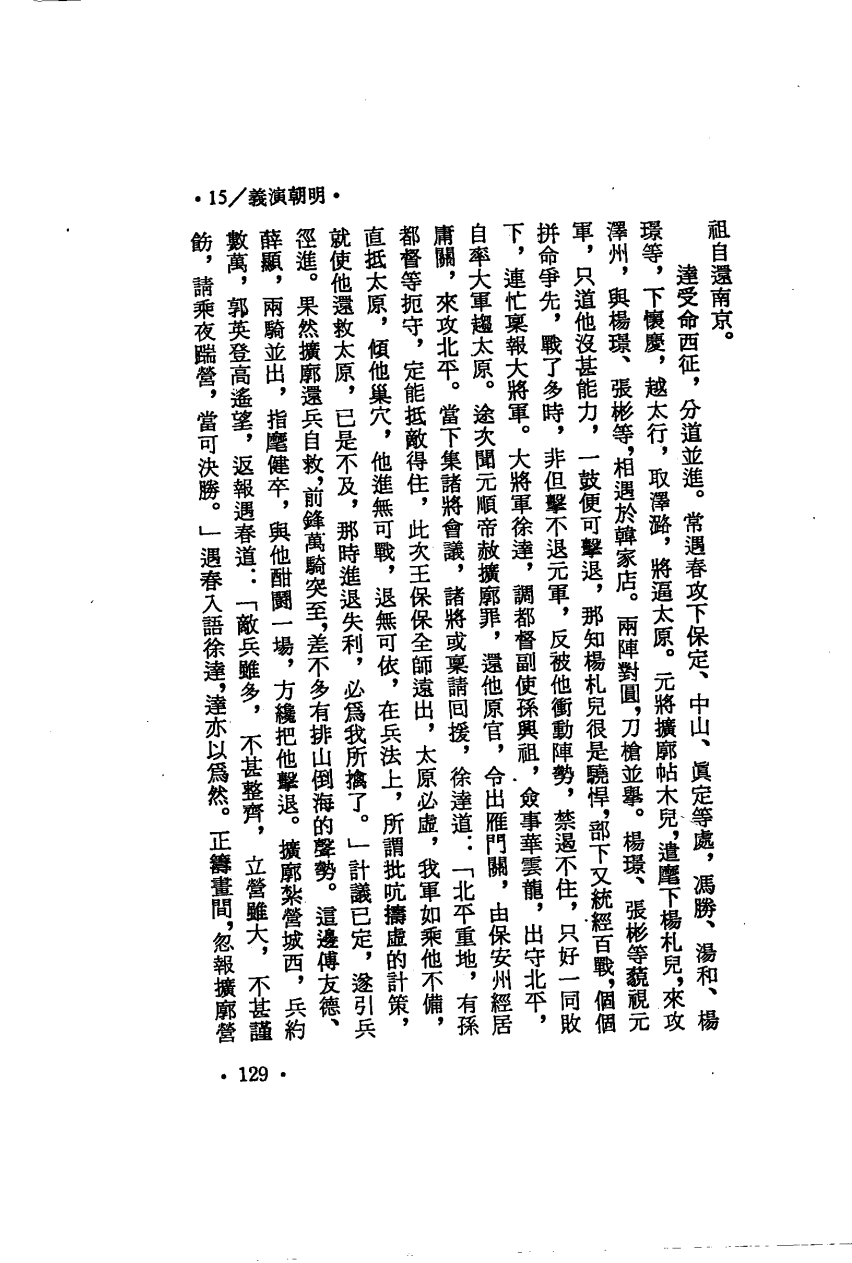 ·15／義演朝明·
祖自還南京。
達受命西征，分道並進。常遇春攻下保定、中山、眞定等處，馮勝、湯和、楊
璟等，下懷慶，越太行，取澤潞，將逼太原。元將擴廓帖木兒，遣麾下楊札兒，來攻
澤州，與楊璟、張彬等，相遇於韓家店。兩陣對圓，刀槍並擧。楊璟、張彬等藐視元
軍，只道他沒甚能力，一鼓便可擊退，那知楊札兒很是驍悍，部下又統經百戰，個個
拼命爭先，戰了多時，非但擊不退元軍，反被他衝動陣勢，禁遏不住，只好一同敗
下，連忙稟報大將軍。大將軍徐達，調都督副使孫興祖，僉事華雲龍，出守北平，
自率大軍趨太原。途次聞元順帝赦擴廓罪，還他原官，令出雁門關，由保安州經居
庸關，來攻北平。當下集諸將會議，諸將或稟請回援，徐達道：「北平重地，有孫
都督等扼守，定能抵敵得住，此次王保保全師遠出，太原必虛，我軍如乘他不備，
直抵太原，傾他巢穴，他進無可戰，退無可依，在兵法上，所謂批吭擣虛的計策，
就使他還救太原，已是不及，那時進退失利，必爲我所擒了。」計議已定，遂引兵
徑進。果然擴廓還兵自救，前鋒萬騎突至，差不多有排山倒海的聲勢。這邊傅友德、
薛顯，兩騎並出，指麾健卒，與他酣鬬一場，方纔把他擊退。擴廓紮營城西，兵約
數萬，郭英登高遙望，返報遇春道：「敵兵雖多，不甚整齊，立營雖大，不甚謹
飭，請乘夜踹營，當可決勝。」遇春入語徐達，達亦以爲然。正籌畫間，忽報擴廓營
·129·